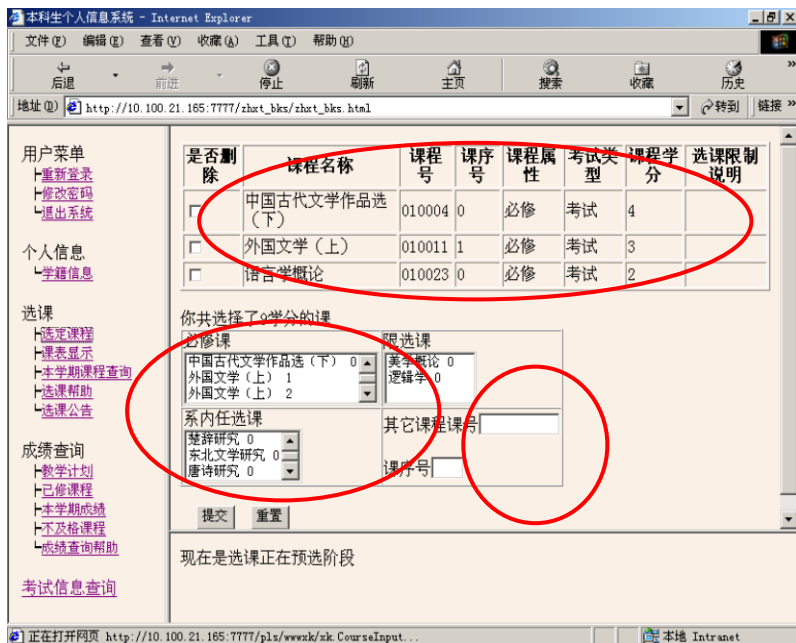 本科生个人信息系统 - Internet Explorer
文件(F) 编辑(E) 查看(V) 收藏(A) 工具(T) 帮助(H)
后退 前进 停止 刷新 主页 搜索 收藏 历史 »
地址(D) http://10.100.21.165:7777/zhxt_bks/zhxt_bks.html 转到 链接 »
用户菜单
重新登录
修改密码
退出系统
个人信息
学籍信息
选课
选定课程
课表显示
本学期课程查询
选课帮助
选课公告
成绩查询
教学计划
已修课程
本学期成绩
不及格课程
成绩查询帮助
考试信息查询
是否删除 课程名称 课程号 课序号 课程属性 考试类型 课程学分 选课限制说明
中国古代文学作品选（下） 010004 0 必修 考试 4
外国文学（上） 010011 1 必修 考试 3
语言学概论 010023 0 必修 考试 2
你共选择了9学分的课
必修课 限选课
中国古代文学作品选（下） 0
外国文学（上） 1
外国文学（上） 2
美学概论 0
逻辑学 0
系内任选课
楚辞研究 0
东北文学研究 0
唐诗研究 0
其它课程课号
课序号
提交 重置
现在是选课正在预选阶段
正在打开网页 http://10.100.21.165:7777/pls/wwwxk/xk.CourseInput... 本地 Intranet